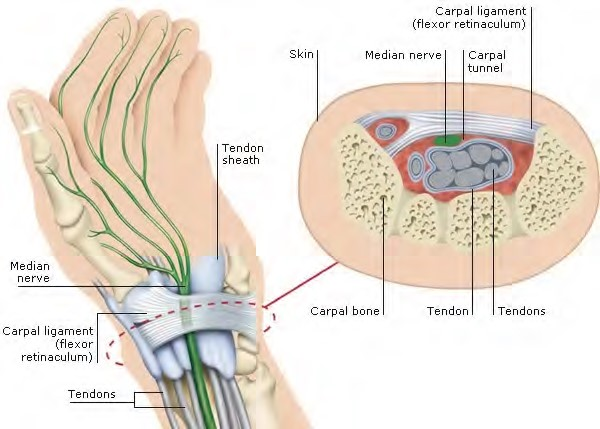 Carpal ligament
(flexor retinaculum)
Skin
Median nerve
Carpal
tunnel
Tendon
sheath
Median
nerve
Carpal ligament
(flexor
retinaculum)
Tendons
Carpal bone
Tendon
Tendons